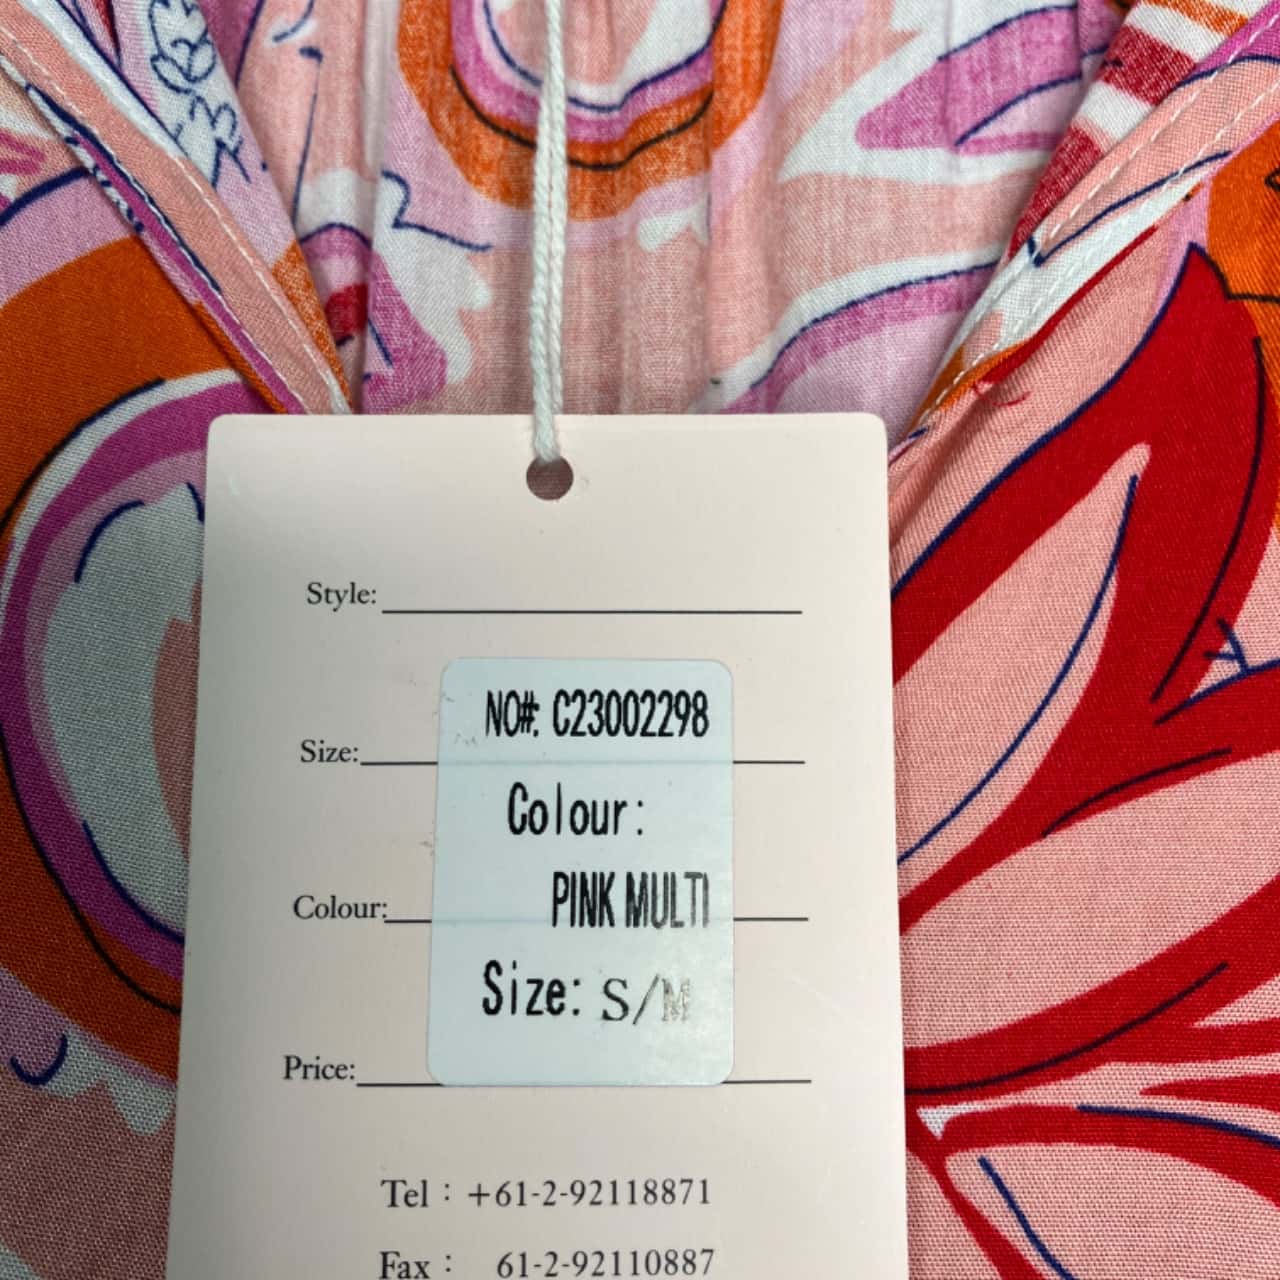 Style:
NO#: C23002298
Size:
Colour:
PINK MULTI
Colour:
Size: S/M
Price:
Tel : +61-2-92118871
Fax : 61-2-92110887